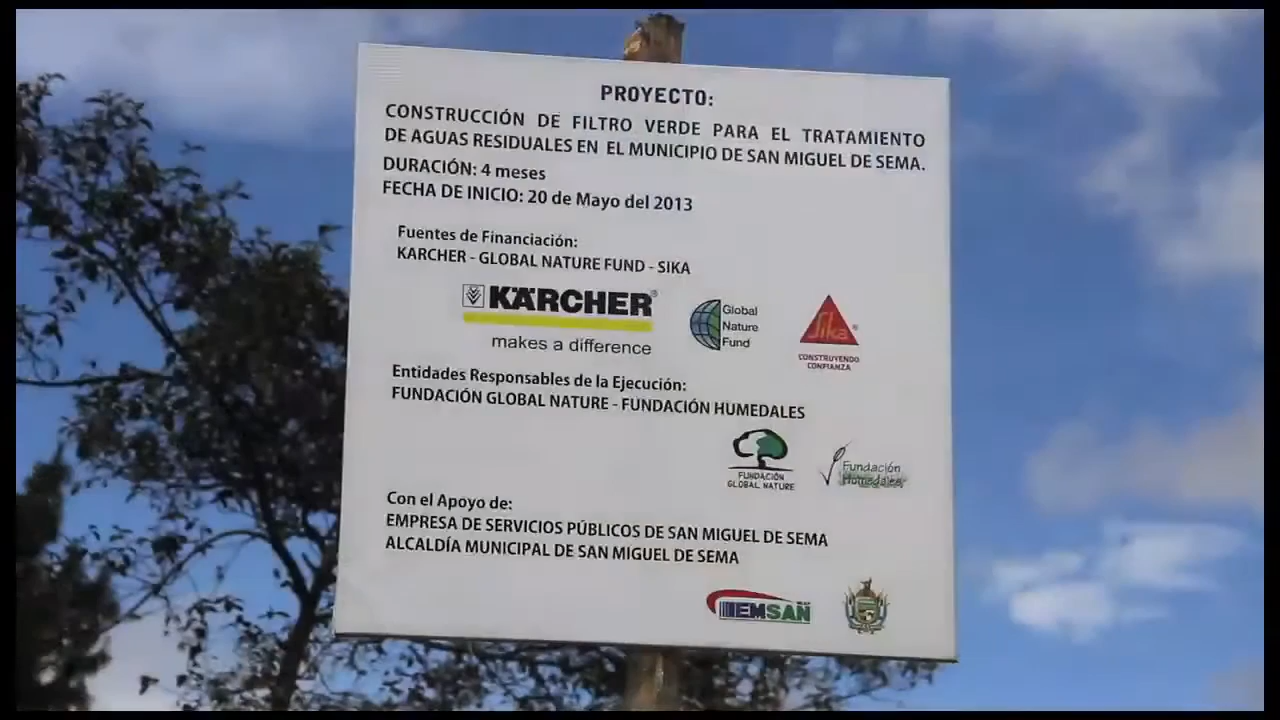 PROYECTO:
CONSTRUCCIÓN DE FILTRO VERDE PARA EL TRATAMIENTO
DE AGUAS RESIDUALES EN EL MUNICIPIO DE SAN MIGUEL DE SEMA.
DURACIÓN: 4 meses
FECHA DE INICIO: 20 de Mayo del 2013
Fuentes de Financiación:
KARCHER - GLOBAL NATURE FUND - SIKA
KÄRCHER®
makes a difference
Global
Nature
Fund
Sika®
CONSTRUYENDO
CONFIANZA
Entidades Responsables de la Ejecución:
FUNDACIÓN GLOBAL NATURE - FUNDACIÓN HUMEDALES
FUNDACIÓN
GLOBAL NATURE
Fundación
Humedales
Con el Apoyo de:
EMPRESA DE SERVICIOS PÚBLICOS DE SAN MIGUEL DE SEMA
ALCALDÍA MUNICIPAL DE SAN MIGUEL DE SEMA
EMSAN